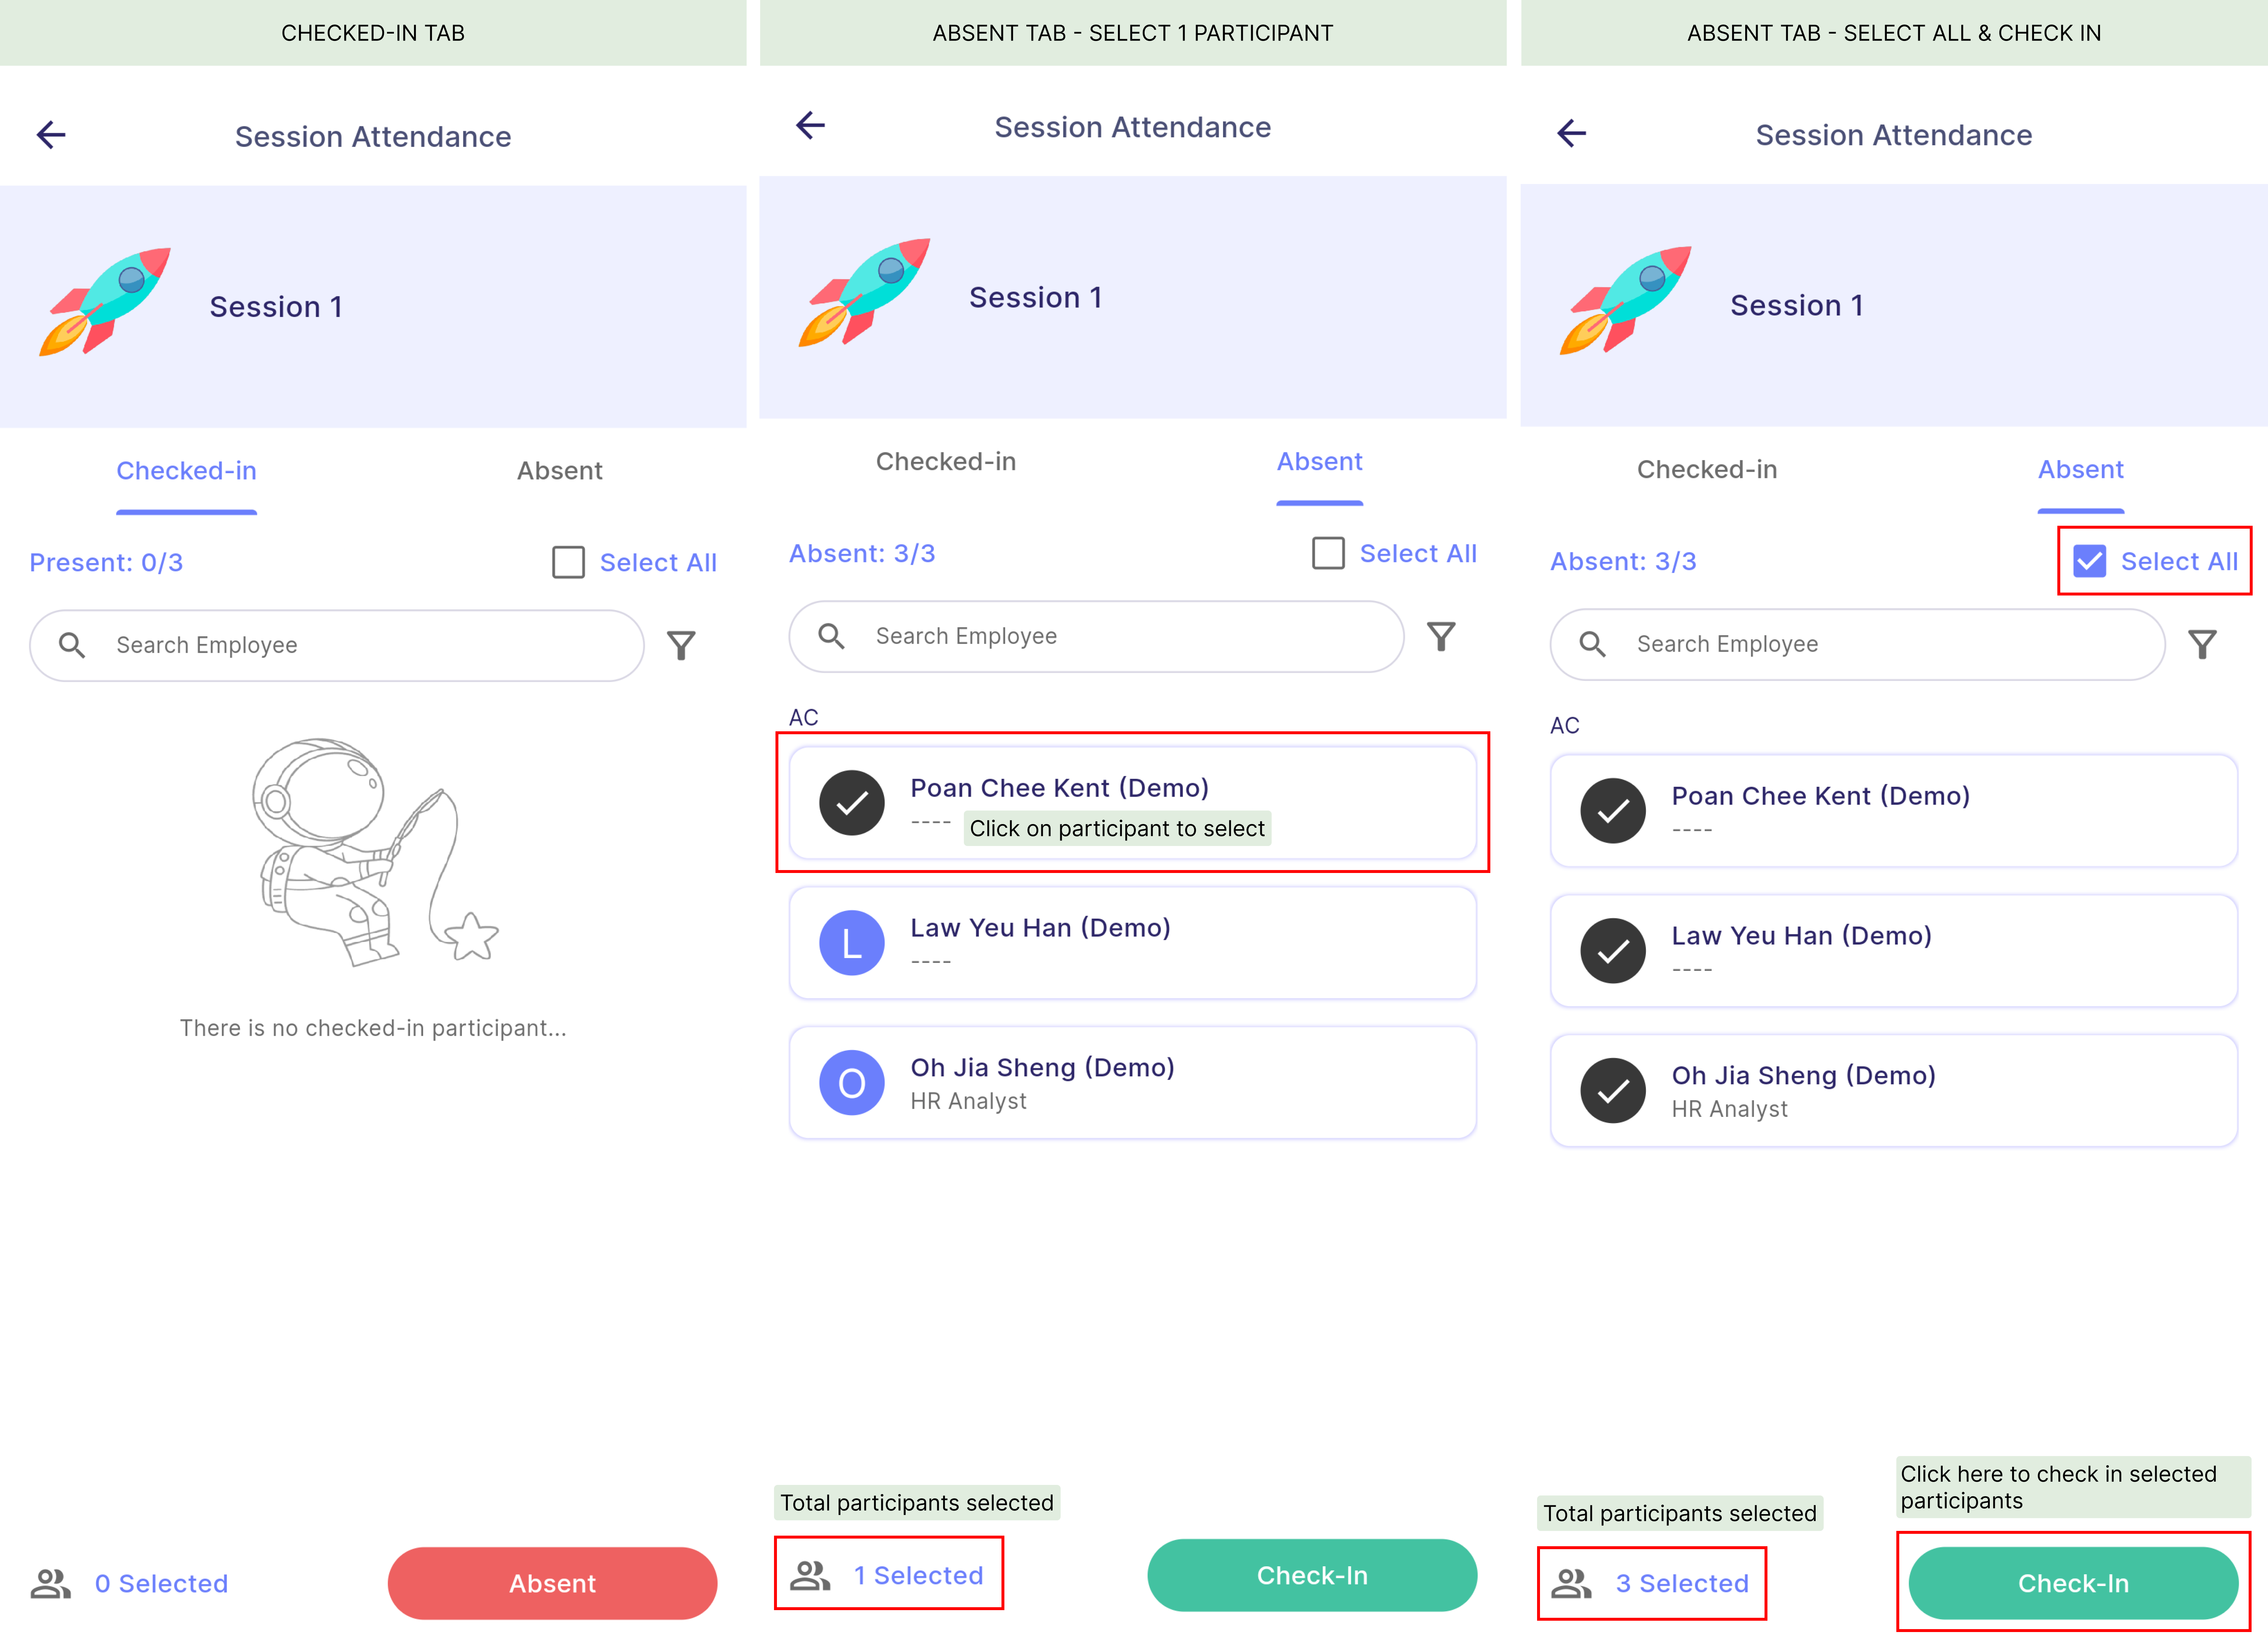 CHECKED-IN TAB
Session Attendance
Session 1
Checked-in
Absent
Present: 0/3
Select All
Search Employee
There is no checked-in participant...
0 Selected
Absent
ABSENT TAB - SELECT 1 PARTICIPANT
Session Attendance
Session 1
Checked-in
Absent
Absent: 3/3
Select All
Search Employee
AC
Poan Chee Kent (Demo)
----
Click on participant to select
L
Law Yeu Han (Demo)
----
O
Oh Jia Sheng (Demo)
HR Analyst
Total participants selected
1 Selected
Check-In
ABSENT TAB - SELECT ALL & CHECK IN
Session Attendance
Session 1
Checked-in
Absent
Absent: 3/3
Select All
Search Employee
AC
Poan Chee Kent (Demo)
----
Law Yeu Han (Demo)
----
Oh Jia Sheng (Demo)
HR Analyst
Total participants selected
3 Selected
Click here to check in selected
participants
Check-In